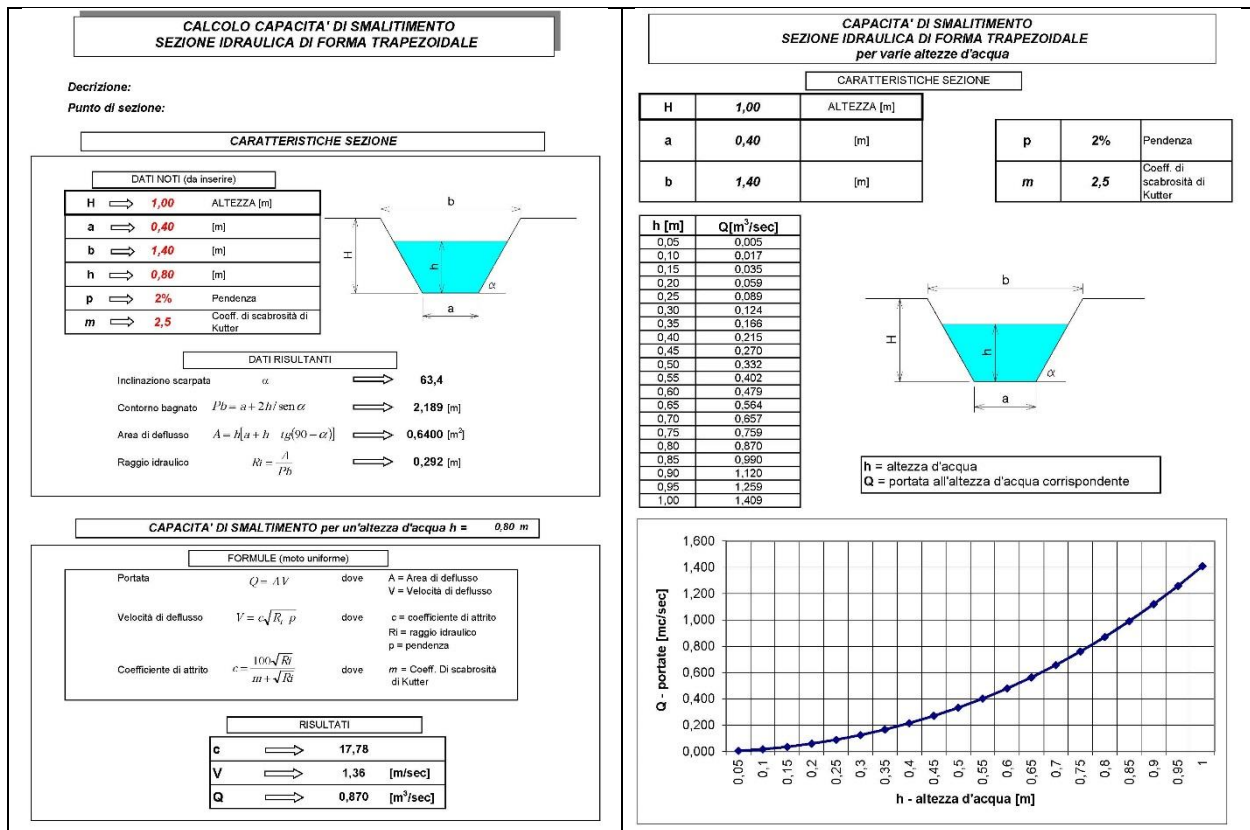 CALCOLO CAPACITA' DI SMALITIMENTO
SEZIONE IDRAULICA DI FORMA TRAPEZOIDALE
Decrizione:
Punto di sezione:
CARATTERISTICHE SEZIONE
DATI NOTI (da inserire)
H ⇒ 1,00 ALTEZZA [m]
a ⇒ 0,40 [m]
b ⇒ 1,40 [m]
h ⇒ 0,80 [m]
p ⇒ 2% Pendenza
m ⇒ 2,5 Coeff. di scabrosità di
Kutter
b
H
h
α
a
DATI RISULTANTI
Inclinazione scarpata α ⇒ 63,4
Contorno bagnato Pb = a + 2h / sen α ⇒ 2,189 [m]
Area di deflusso A = h[a + h tg(90 − α)] ⇒ 0,6400 [m²]
Raggio idraulico Ri = A / Pb ⇒ 0,292 [m]
CAPACITA' DI SMALTIMENTO per un'altezza d'acqua h = 0,80 m
FORMULE (moto uniforme)
Portata Q = AV dove A = Area di deflusso
V = Velocità di deflusso
Velocità di deflusso V = c√(Ri p) dove c = coefficiente di attrito
Ri = raggio idraulico
p = pendenza
Coefficiente di attrito c = 100√Ri / (m + √Ri) dove m = Coeff. Di scabrosità
di Kutter
RISULTATI
c ⇒ 17,78
V ⇒ 1,36 [m/sec]
Q ⇒ 0,870 [m³/sec]
CAPACITA' DI SMALITIMENTO
SEZIONE IDRAULICA DI FORMA TRAPEZOIDALE
per varie altezze d'acqua
CARATTERISTICHE SEZIONE
H 1,00 ALTEZZA [m]
a 0,40 [m]
b 1,40 [m]
p 2% Pendenza
m 2,5 Coeff. di
scabrosità di
Kutter
h [m] Q[m³/sec]
0,05 0,005
0,10 0,017
0,15 0,035
0,20 0,059
0,25 0,089
0,30 0,124
0,35 0,166
0,40 0,215
0,45 0,270
0,50 0,332
0,55 0,402
0,60 0,479
0,65 0,564
0,70 0,657
0,75 0,759
0,80 0,870
0,85 0,990
0,90 1,120
0,95 1,259
1,00 1,409
b
H
h
α
a
h = altezza d'acqua
Q = portata all'altezza d'acqua corrispondente
Q - portate [mc/sec]
1,600
1,400
1,200
1,000
0,800
0,600
0,400
0,200
0,000
0,05 0,1 0,15 0,2 0,25 0,3 0,35 0,4 0,45 0,5 0,55 0,6 0,65 0,7 0,75 0,8 0,85 0,9 0,95 1
h - altezza d'acqua [m]